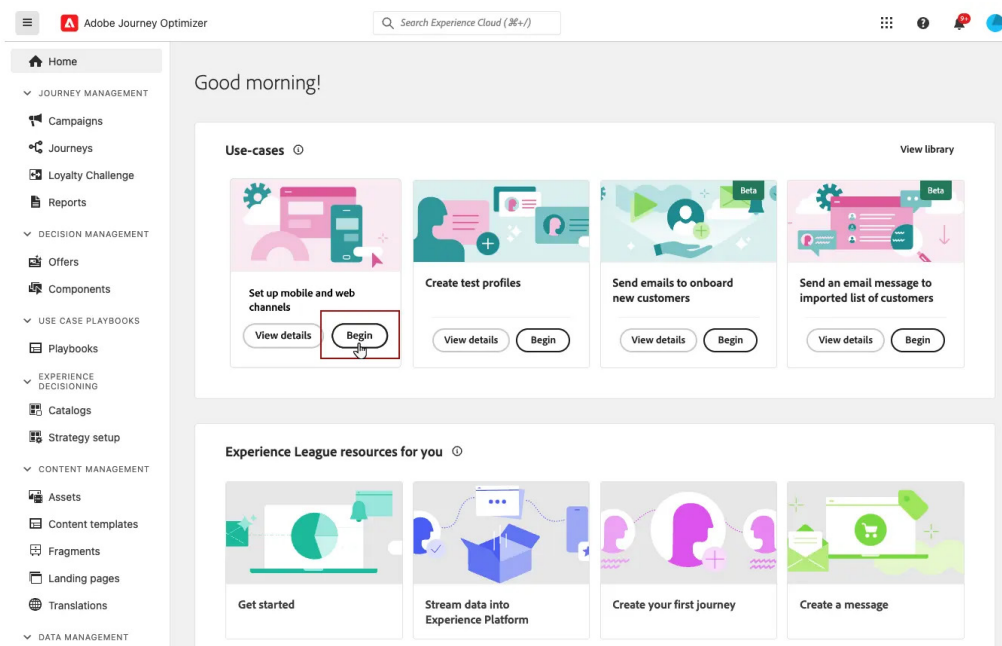 Adobe Journey Optimizer
Search Experience Cloud (⌘+/)
9+
Home
JOURNEY MANAGEMENT
Campaigns
Journeys
Loyalty Challenge
Reports
DECISION MANAGEMENT
Offers
Components
USE CASE PLAYBOOKS
Playbooks
EXPERIENCE
DECISIONING
Catalogs
Strategy setup
CONTENT MANAGEMENT
Assets
Content templates
Fragments
Landing pages
Translations
DATA MANAGEMENT
Good morning!
Use-cases
View library
Set up mobile and web
channels
View details Begin
Create test profiles
View details Begin
Beta
Send emails to onboard
new customers
View details Begin
Beta
Send an email message to
imported list of customers
View details Begin
Experience League resources for you
Get started
Stream data into
Experience Platform
Create your first journey
Create a message